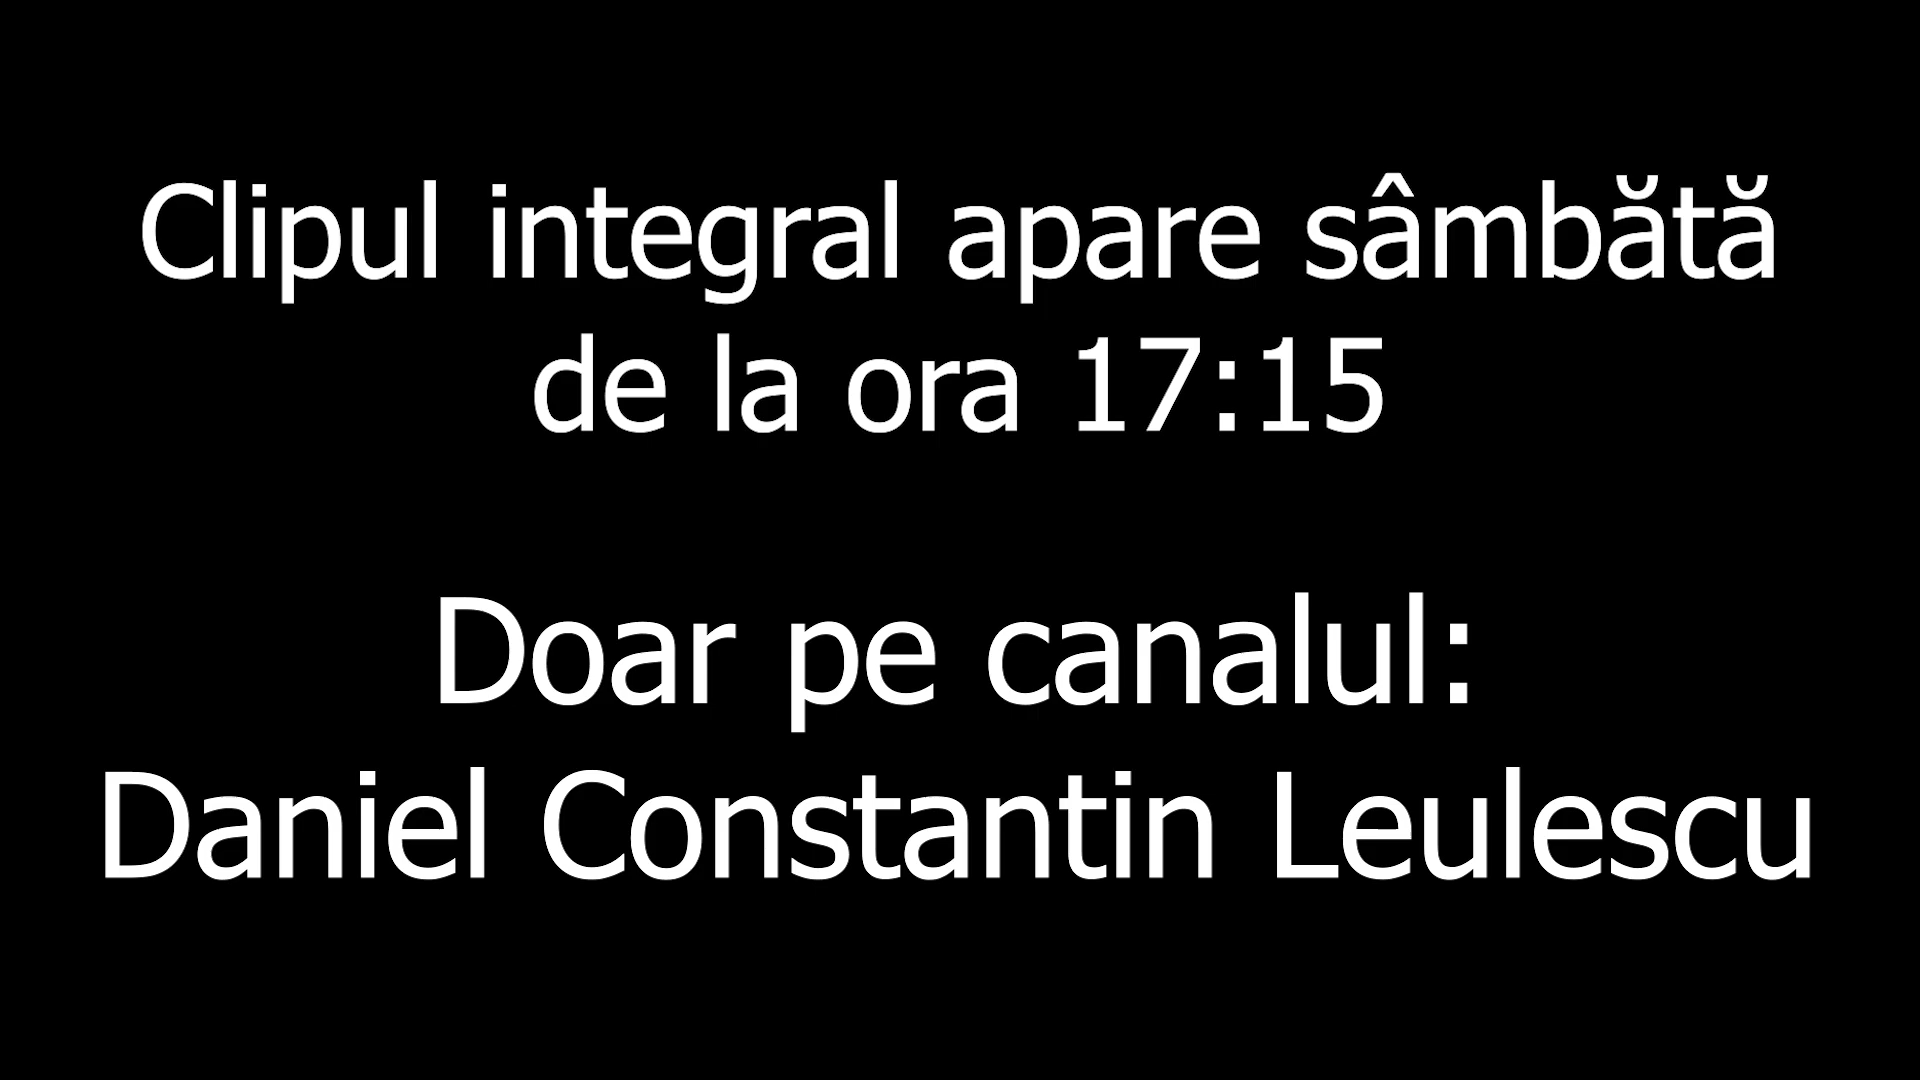 Clipul integral apare sâmbătă
de la ora 17:15
Doar pe canalul:
Daniel Constantin Leulescu